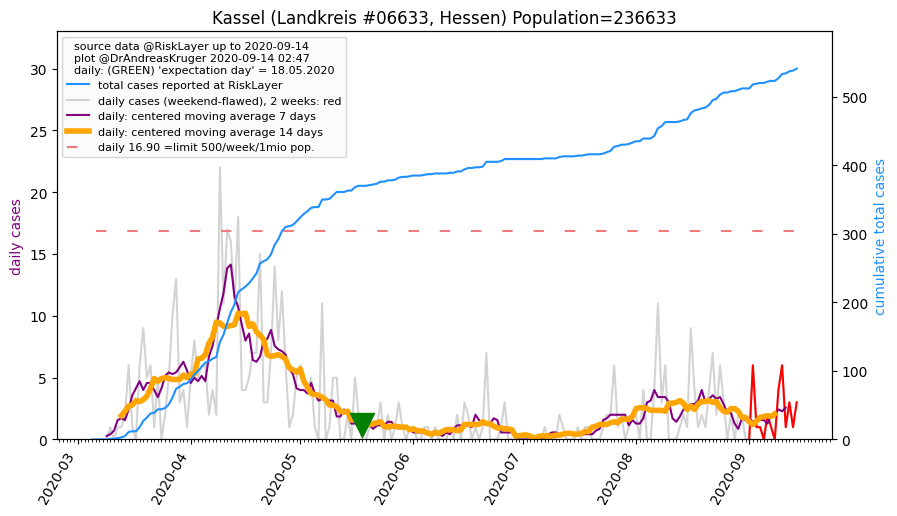 Kassel (Landkreis #06633, Hessen) Population=236633
source data @RiskLayer up to 2020-09-14
plot @DrAndreasKruger 2020-09-14 02:47
daily: (GREEN) 'expectation day' = 18.05.2020
total cases reported at RiskLayer
daily cases (weekend-flawed), 2 weeks: red
daily: centered moving average 7 days
daily: centered moving average 14 days
daily 16.90 =limit 500/week/1mio pop.
daily cases
30
25
20
15
10
5
0
cumulative total cases
500
400
300
200
100
0
2020-03
2020-04
2020-05
2020-06
2020-07
2020-08
2020-09